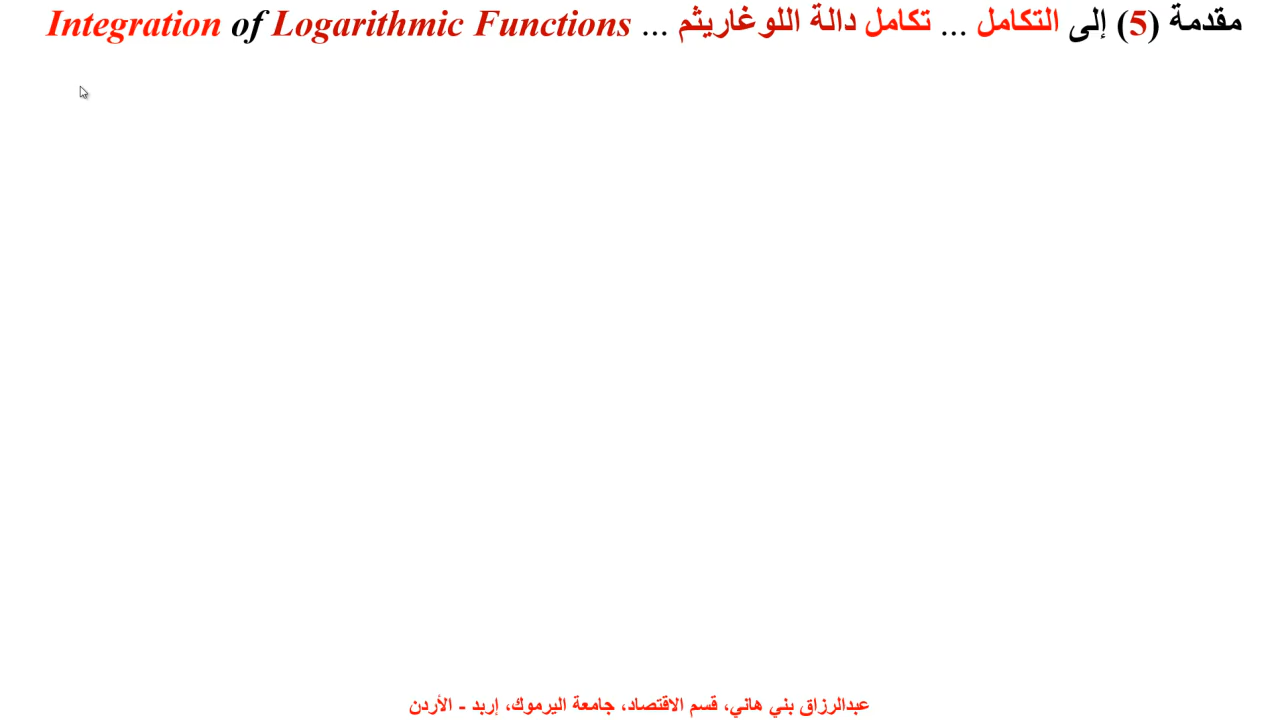 مقدمة (5) إلى التكامل ... تكامل دالة اللوغاريثم ... Integration of Logarithmic Functions
عبدالرزاق بني هاني، قسم الاقتصاد، جامعة اليرموك، إربد - الأردن